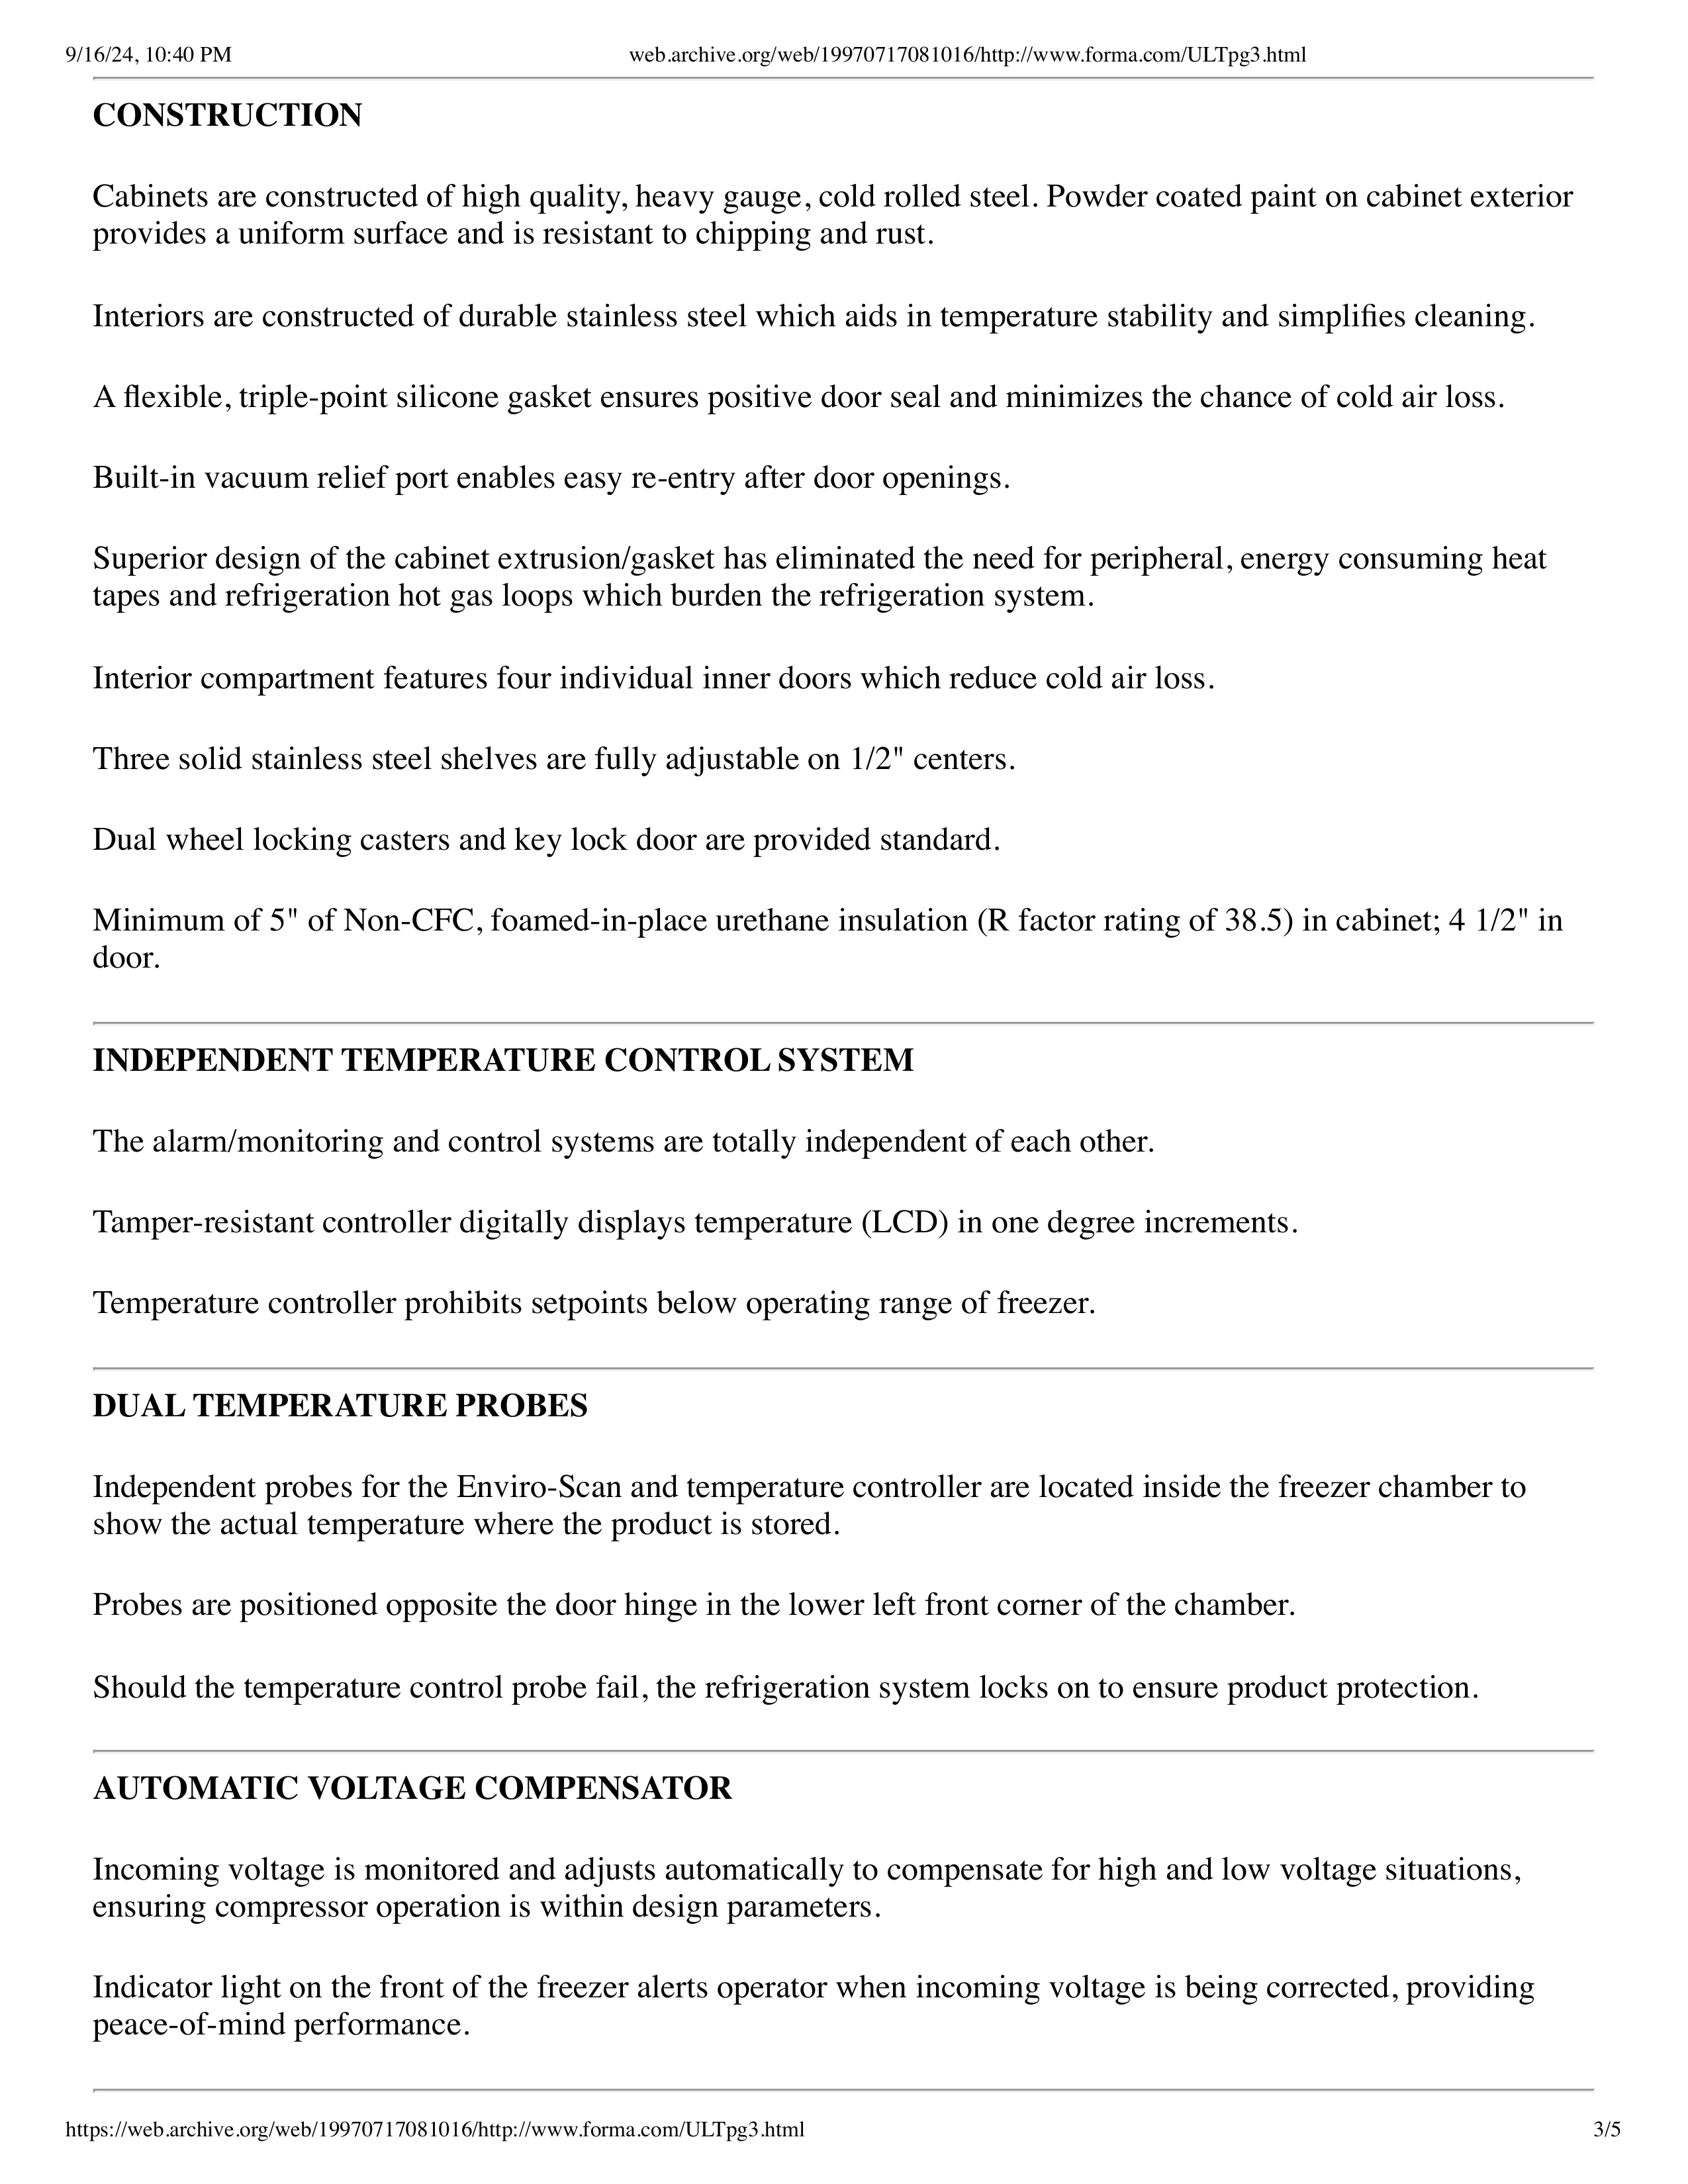 9/16/24, 10:40 PM
web.archive.org/web/19970717081016/http://www.forma.com/ULTpg3.html
CONSTRUCTION
Cabinets are constructed of high quality, heavy gauge, cold rolled steel. Powder coated paint on cabinet exterior
provides a uniform surface and is resistant to chipping and rust.
Interiors are constructed of durable stainless steel which aids in temperature stability and simplifies cleaning.
A flexible, triple-point silicone gasket ensures positive door seal and minimizes the chance of cold air loss.
Built-in vacuum relief port enables easy re-entry after door openings.
Superior design of the cabinet extrusion/gasket has eliminated the need for peripheral, energy consuming heat
tapes and refrigeration hot gas loops which burden the refrigeration system.
Interior compartment features four individual inner doors which reduce cold air loss.
Three solid stainless steel shelves are fully adjustable on 1/2" centers.
Dual wheel locking casters and key lock door are provided standard.
Minimum of 5" of Non-CFC, foamed-in-place urethane insulation (R factor rating of 38.5) in cabinet; 4 1/2" in
door.
INDEPENDENT TEMPERATURE CONTROL SYSTEM
The alarm/monitoring and control systems are totally independent of each other.
Tamper-resistant controller digitally displays temperature (LCD) in one degree increments.
Temperature controller prohibits setpoints below operating range of freezer.
DUAL TEMPERATURE PROBES
Independent probes for the Enviro-Scan and temperature controller are located inside the freezer chamber to
show the actual temperature where the product is stored.
Probes are positioned opposite the door hinge in the lower left front corner of the chamber.
Should the temperature control probe fail, the refrigeration system locks on to ensure product protection.
AUTOMATIC VOLTAGE COMPENSATOR
Incoming voltage is monitored and adjusts automatically to compensate for high and low voltage situations,
ensuring compressor operation is within design parameters.
Indicator light on the front of the freezer alerts operator when incoming voltage is being corrected, providing
peace-of-mind performance.
https://web.archive.org/web/19970717081016/http://www.forma.com/ULTpg3.html
3/5